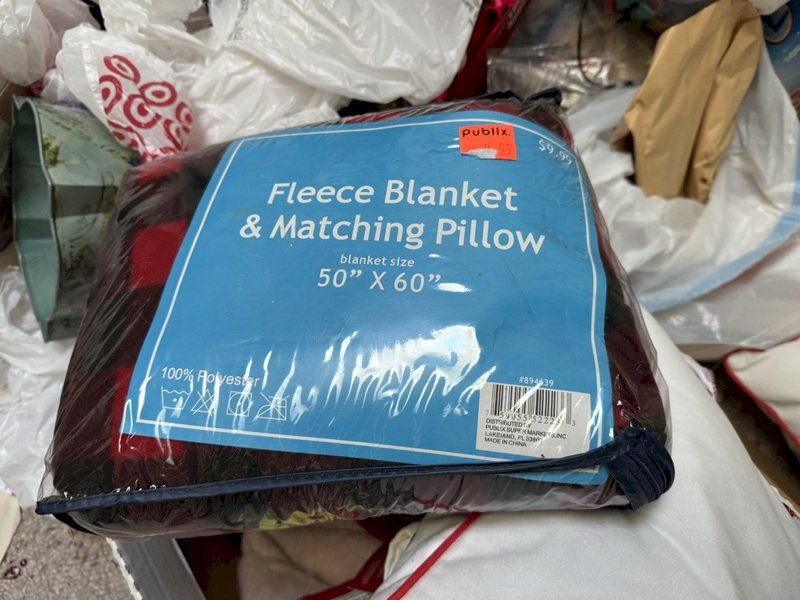 Publix.
$9.99
Fleece Blanket
& Matching Pillow
blanket size
50” X 60”
100% Polyester
#894639
DISTRIBUTED BY
PUBLIX SUPER MARKETS, INC
LAKELAND, FL
MADE IN CHINA